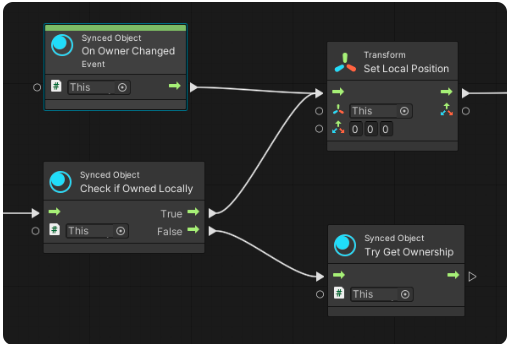 Synced Object
On Owner Changed
Event
This
Transform
Set Local Position
This
0 0 0
Synced Object
Check if Owned Locally
True
This
False
Synced Object
Try Get Ownership
This